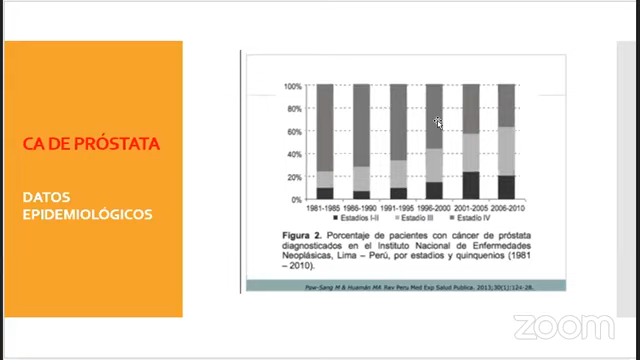 CA DE PRÓSTATA
DATOS
EPIDEMIOLÓGICOS
100%
80%
60%
40%
20%
0%
1981-1985 1986-1990 1991-1995 1996-2000 2001-2005 2006-2010
Estadios I-II Estadio III Estadio IV
Figura 2. Porcentaje de pacientes con cáncer de próstata
diagnosticados en el Instituto Nacional de Enfermedades
Neoplásicas, Lima – Perú, por estadios y quinquenios (1981
– 2010).
Pow-Sang M & Huamán MA Rev Peru Med Exp Salud Publica. 2013;30(1):124-28.
zoom